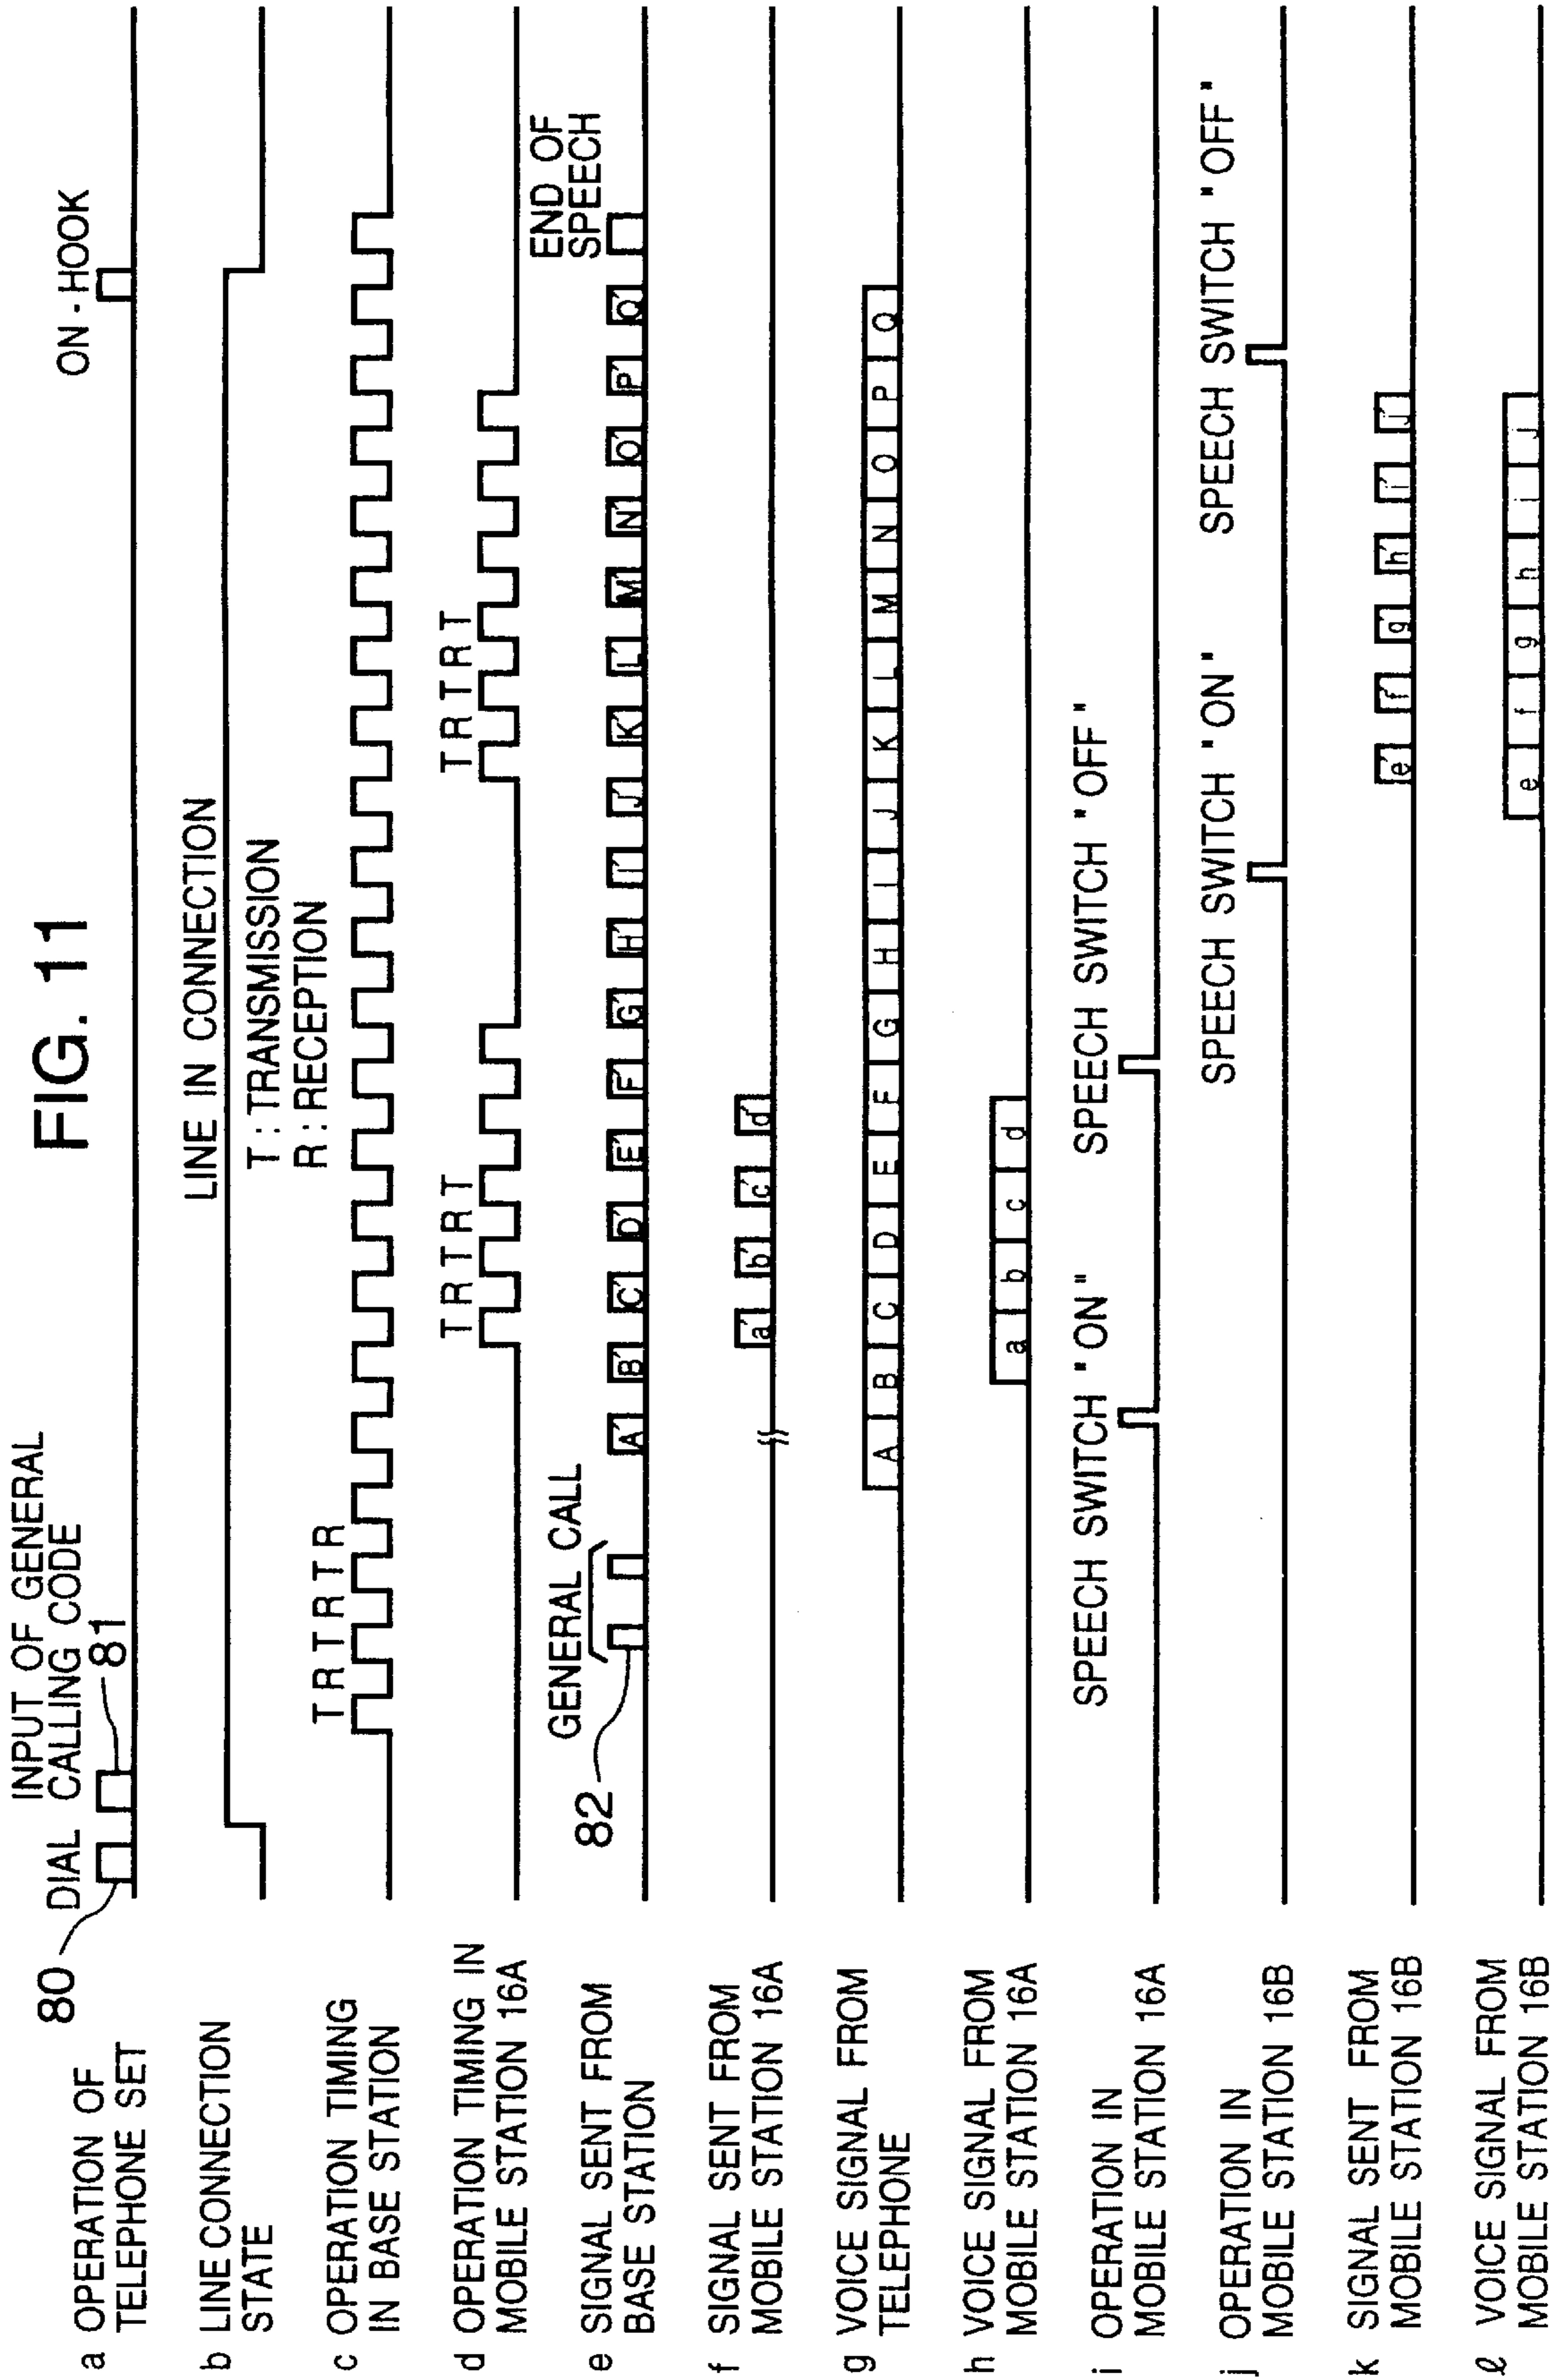 FIG. 11
a OPERATION OF
TELEPHONE SET
80
DIAL
INPUT OF GENERAL
CALLING CODE
81
ON-HOOK
b LINE CONNECTION
STATE
LINE IN CONNECTION
T : TRANSMISSION
R : RECEPTION
c OPERATION TIMING
IN BASE STATION
T R T R T R
d OPERATION TIMING IN
MOBILE STATION 16A
T R T R T
T R T R T
e SIGNAL SENT FROM
BASE STATION
82
GENERAL CALL
A' B' C' D' E' F' G' H' I' J' K' L' M' N' O' P' Q'
END OF
SPEECH
f SIGNAL SENT FROM
MOBILE STATION 16A
a' b' c' d'
g VOICE SIGNAL FROM
TELEPHONE
A B C D E F G H I J K L M N O P Q
h VOICE SIGNAL FROM
MOBILE STATION 16A
a b c d
i OPERATION IN
MOBILE STATION 16A
SPEECH SWITCH "ON"
SPEECH SWITCH "OFF"
j OPERATION IN
MOBILE STATION 16B
SPEECH SWITCH "ON"
SPEECH SWITCH "OFF"
k SIGNAL SENT FROM
MOBILE STATION 16B
e' f' g' h' i' j'
ℓ VOICE SIGNAL FROM
MOBILE STATION 16B
e f g h i j